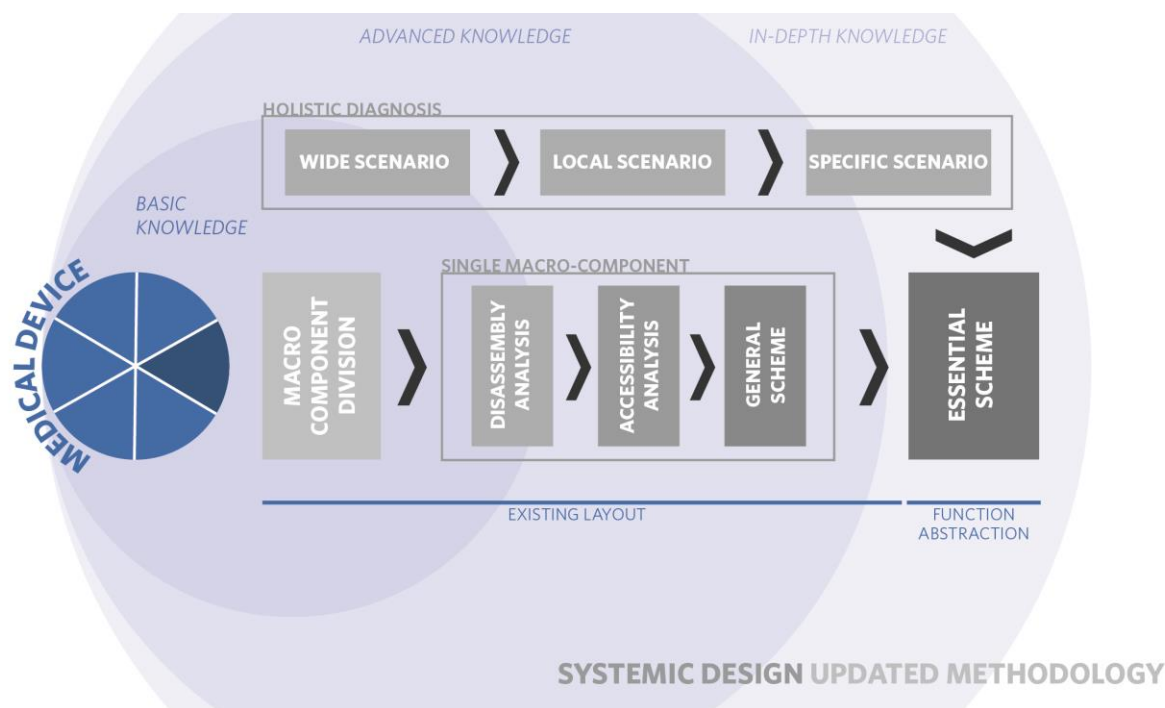 ADVANCED KNOWLEDGE
IN-DEPTH KNOWLEDGE
HOLISTIC DIAGNOSIS
WIDE SCENARIO
LOCAL SCENARIO
SPECIFIC SCENARIO
BASIC
KNOWLEDGE
MEDICAL DEVICE
MACRO
COMPONENT
DIVISION
SINGLE MACRO-COMPONENT
DISASSEMBLY
ANALYSIS
ACCESSIBILITY
ANALYSIS
GENERAL
SCHEME
ESSENTIAL
SCHEME
EXISTING LAYOUT
FUNCTION
ABSTRACTION
SYSTEMIC DESIGN UPDATED METHODOLOGY